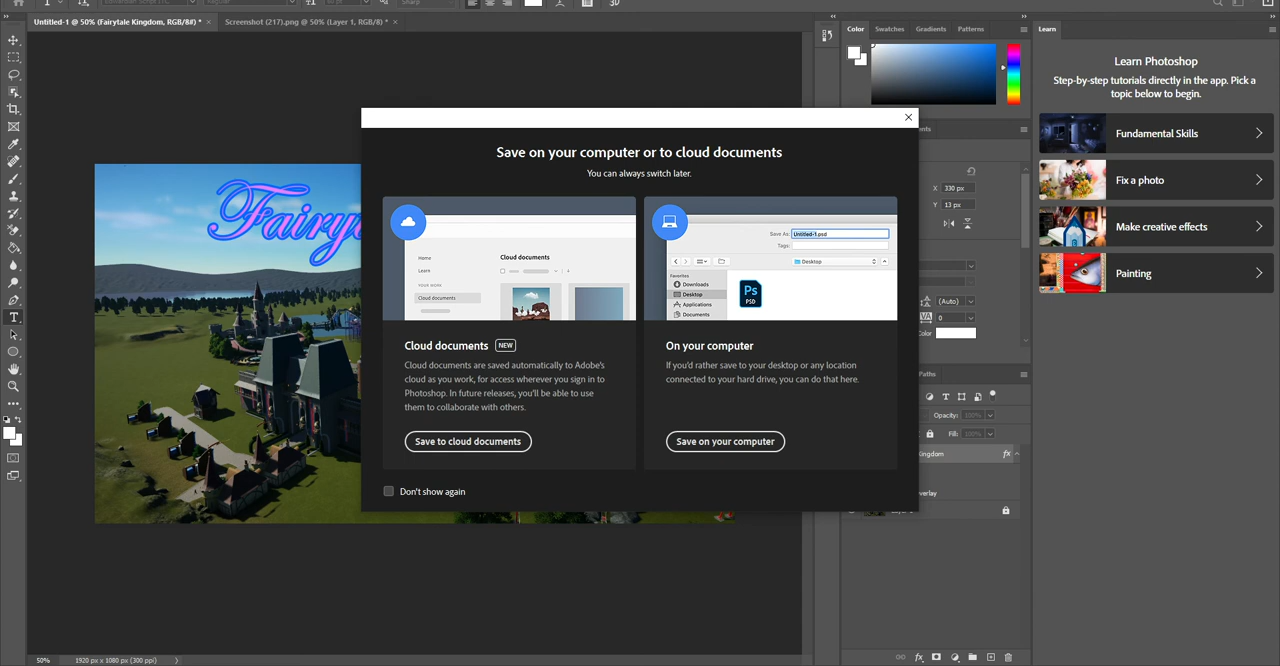 Untitled-1 @ 50% (Fairytale Kingdom, RGB/8#) *
Screenshot (217).png @ 50% (Layer 1, RGB/8) *
Color
Swatches
Gradients
Patterns
Learn
Learn Photoshop
Step-by-step tutorials directly in the app. Pick a
topic below to begin.
Fundamental Skills
Fix a photo
Make creative effects
Painting
Save on your computer or to cloud documents
You can always switch later.
Home
Learn
YOUR WORK
Cloud documents
Cloud documents
Save As: Untitled-1.psd
Tags:
Desktop
Favorites
Downloads
Desktop
Applications
Documents
Ps
PSD
Cloud documents NEW
Cloud documents are saved automatically to Adobe's
cloud as you work, for access wherever you sign in to
Photoshop. In future releases, you'll be able to use
them to collaborate with others.
Save to cloud documents
On your computer
If you'd rather save to your desktop or any location
connected to your hard drive, you can do that here.
Save on your computer
Don't show again
Fairyt
X 330 px
Y 13 px
(Auto)
VA 0
Color
Paths
Opacity: 100%
Fill: 100%
Kingdom fx
verlay
50% 1920 px x 1080 px (300 ppi)
fx